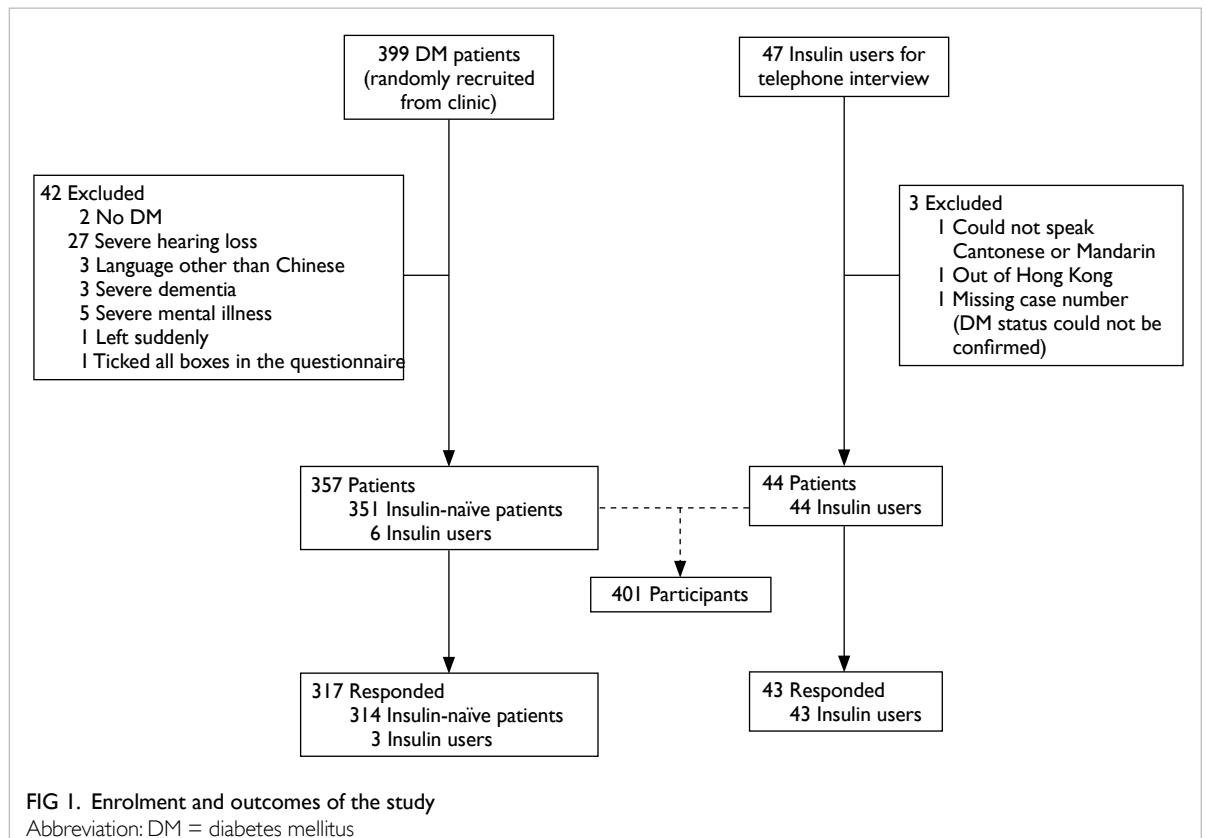 399 DM patients
(randomly recruited
from clinic)
47 Insulin users for
telephone interview
42 Excluded
2 No DM
27 Severe hearing loss
3 Language other than Chinese
3 Severe dementia
5 Severe mental illness
1 Left suddenly
1 Ticked all boxes in the questionnaire
3 Excluded
1 Could not speak
Cantonese or Mandarin
1 Out of Hong Kong
1 Missing case number
(DM status could not be
confirmed)
357 Patients
351 Insulin-naïve patients
6 Insulin users
44 Patients
44 Insulin users
401 Participants
317 Responded
314 Insulin-naïve patients
3 Insulin users
43 Responded
43 Insulin users
FIG 1. Enrolment and outcomes of the study
Abbreviation: DM = diabetes mellitus